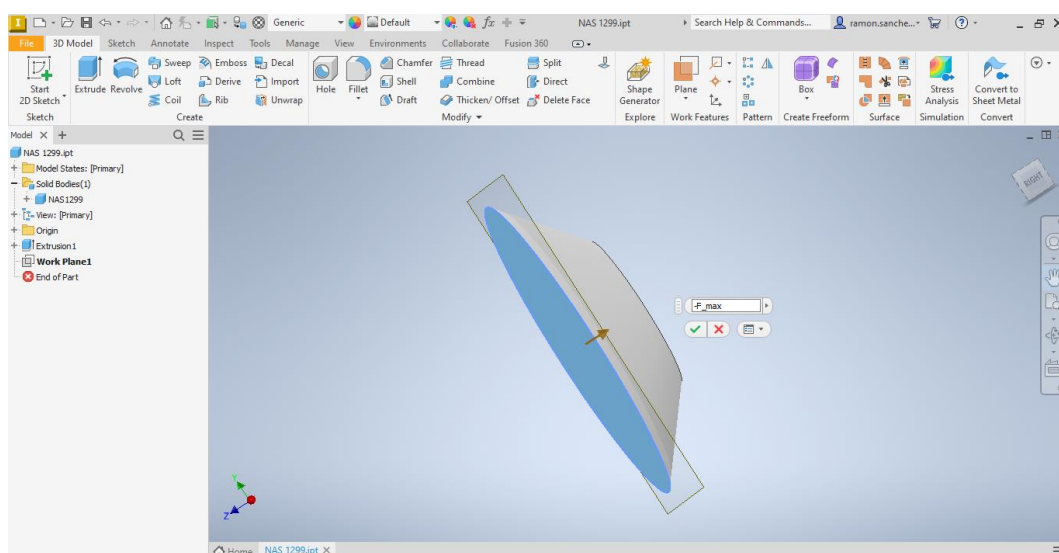 Generic
Default
NAS 1299.ipt
Search Help & Commands...
ramon.sanche...
File 3D Model Sketch Annotate Inspect Tools Manage View Environments Collaborate Fusion 360
Start
2D Sketch
Extrude Revolve
Sweep Emboss Decal
Loft Derive Import
Coil Rib Unwrap
Hole Fillet
Chamfer Thread Split
Shell Combine Direct
Draft Thicken/ Offset Delete Face
Shape
Generator
Plane
Box
Stress
Analysis
Convert to
Sheet Metal
Sketch Create Modify Explore Work Features Pattern Create Freeform Surface Simulation Convert
Model
NAS 1299.ipt
Model States: [Primary]
Solid Bodies(1)
NAS1299
View: [Primary]
Origin
Extrusion1
Work Plane1
End of Part
RIGHT
-F_max
Y
Z
Home NAS 1299.ipt